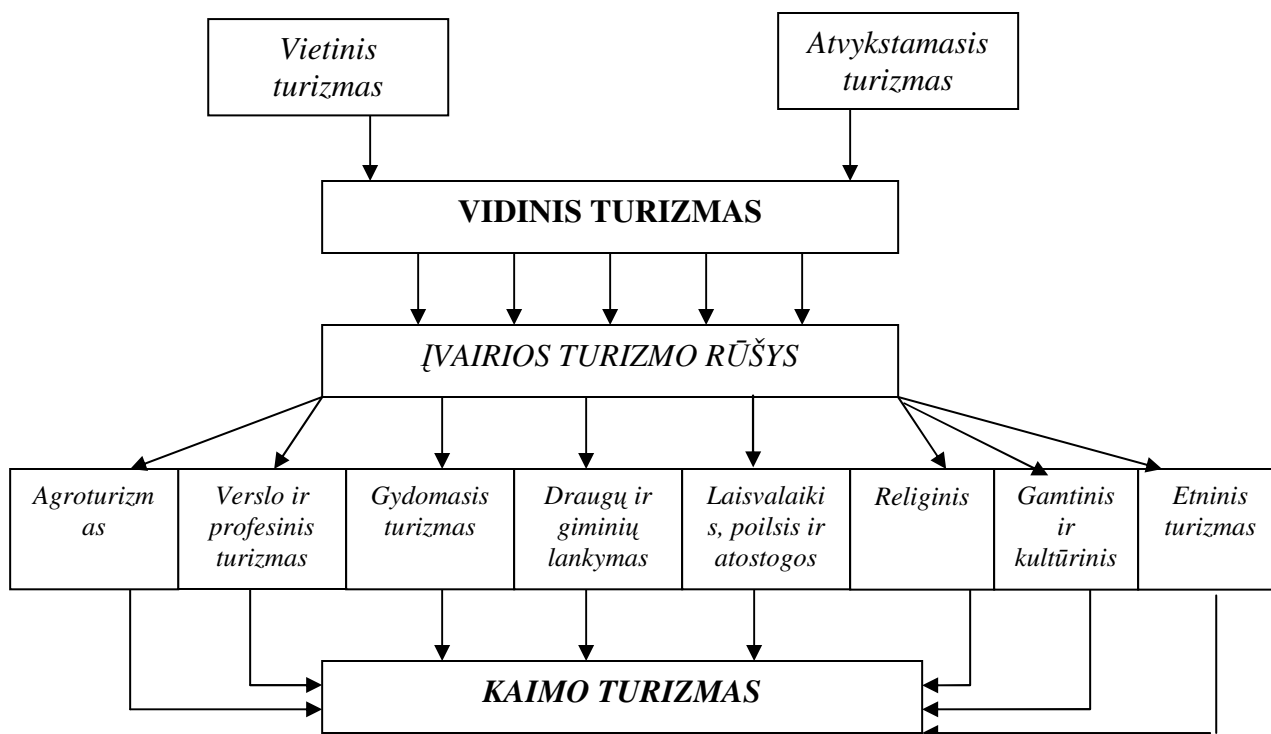 Vietinis
turizmas
Atvykstamasis
turizmas
VIDINIS TURIZMAS
ĮVAIRIOS TURIZMO RŪŠYS
Agroturizm
as
Verslo ir
profesinis
turizmas
Gydomasis
turizmas
Draugų ir
giminių
lankymas
Laisvalaiki
s, poilsis ir
atostogos
Religinis
Gamtinis
ir
kultūrinis
Etninis
turizmas
KAIMO TURIZMAS